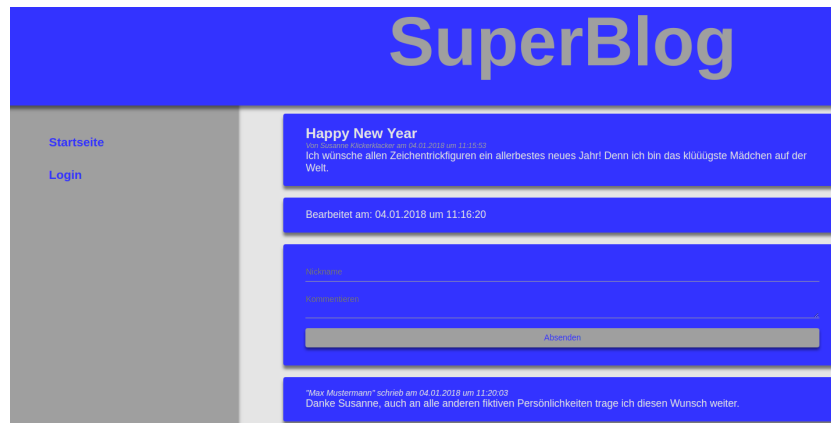 SuperBlog
Startseite
Login
Happy New Year
Von Susanne Klickerklacker am 04.01.2018 um 11:15:53
Ich wünsche allen Zeichentrickfiguren ein allerbestes neues Jahr! Denn ich bin das klüüügste Mädchen auf der
Welt.
Bearbeitet am: 04.01.2018 um 11:16:20
Nickname
Kommentieren
Absenden
"Max Mustermann" schrieb am 04.01.2018 um 11:20:03
Danke Susanne, auch an alle anderen fiktiven Persönlichkeiten trage ich diesen Wunsch weiter.